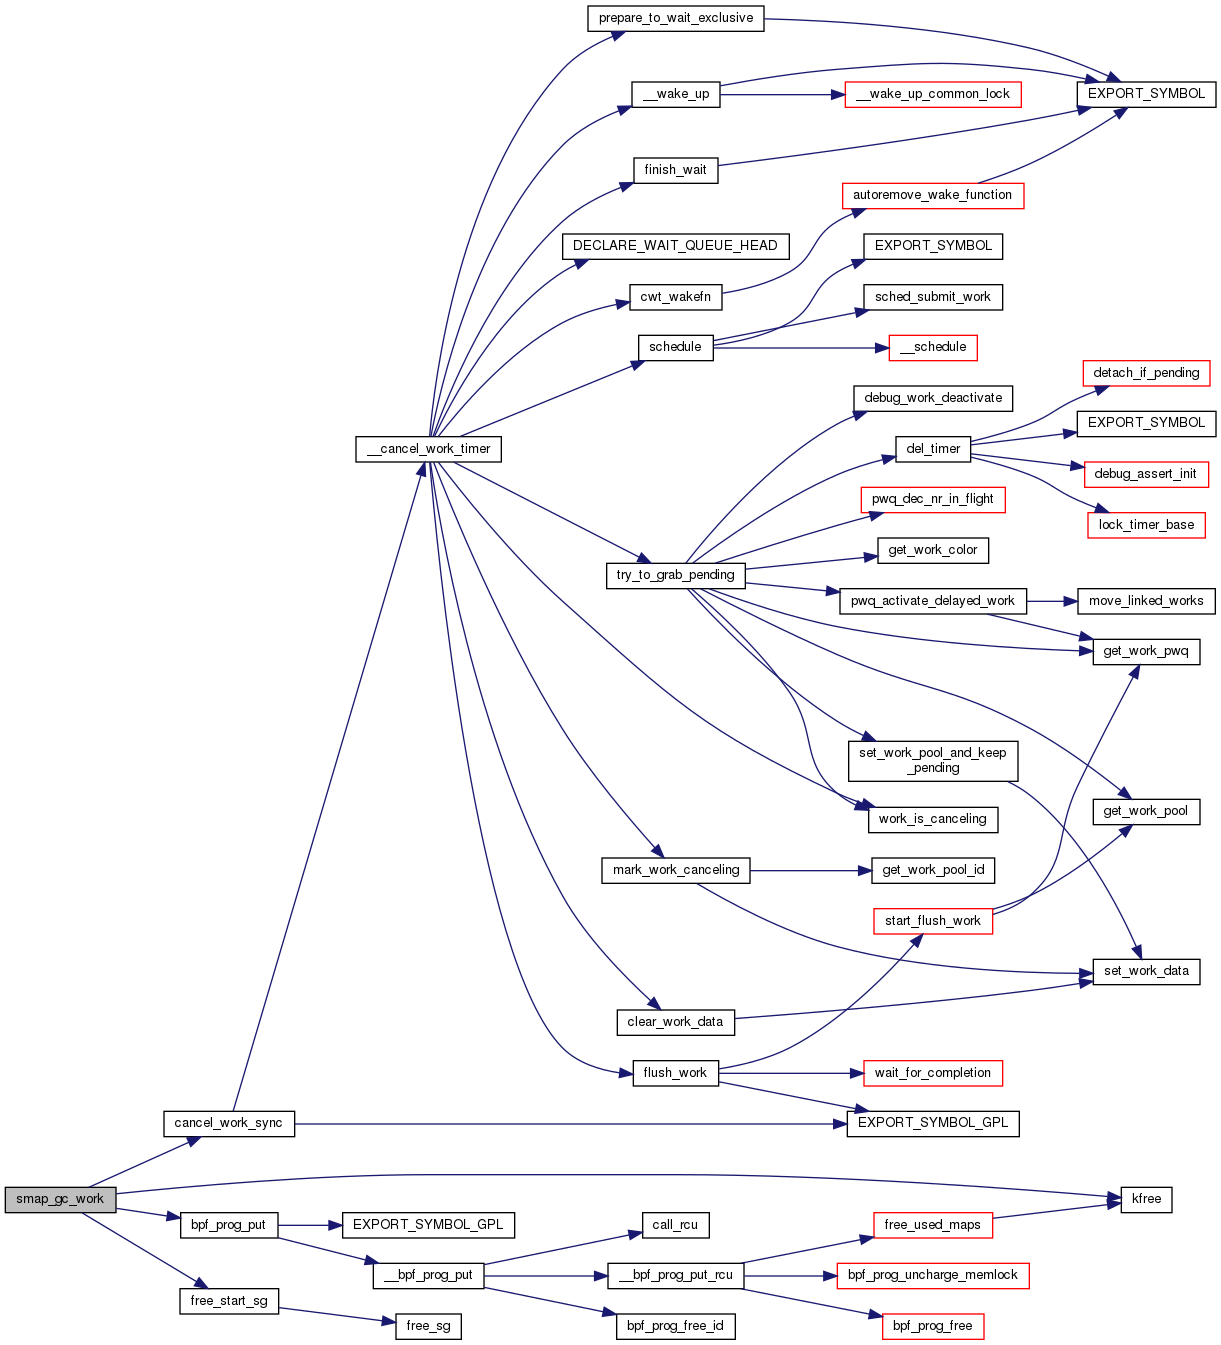 prepare_to_wait_exclusive
__wake_up
__wake_up_common_lock
EXPORT_SYMBOL
finish_wait
autoremove_wake_function
DECLARE_WAIT_QUEUE_HEAD
EXPORT_SYMBOL
cwt_wakefn
sched_submit_work
schedule
__schedule
detach_if_pending
debug_work_deactivate
EXPORT_SYMBOL
__cancel_work_timer
del_timer
debug_assert_init
pwq_dec_nr_in_flight
lock_timer_base
get_work_color
try_to_grab_pending
pwq_activate_delayed_work
move_linked_works
get_work_pwq
set_work_pool_and_keep
_pending
get_work_pool
work_is_canceling
mark_work_canceling
get_work_pool_id
start_flush_work
set_work_data
clear_work_data
flush_work
wait_for_completion
cancel_work_sync
EXPORT_SYMBOL_GPL
smap_gc_work
kfree
bpf_prog_put
EXPORT_SYMBOL_GPL
call_rcu
free_used_maps
__bpf_prog_put
__bpf_prog_put_rcu
bpf_prog_uncharge_memlock
free_start_sg
free_sg
bpf_prog_free_id
bpf_prog_free